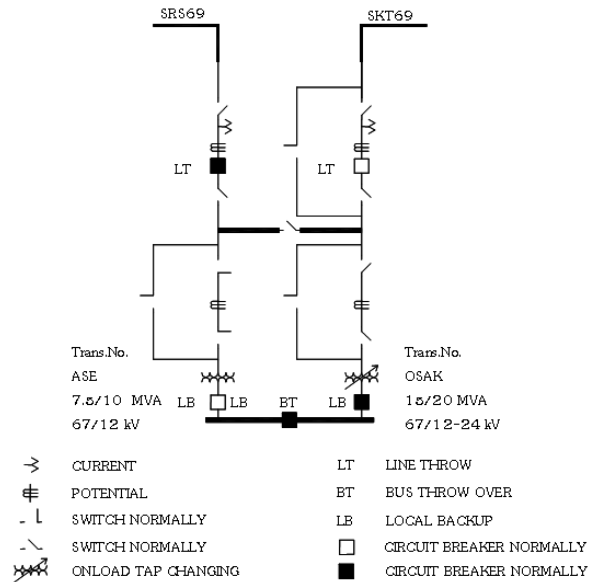 SRS69 SKT69
LT LT
Trans.No. Trans.No.
ASE OSAK
7.5/10 MVA LB LB BT LB 15/20 MVA
67/12 kV 67/12-24 kV
CURRENT LT LINE THROW
POTENTIAL BT BUS THROW OVER
SWITCH NORMALLY LB LOCAL BACKUP
SWITCH NORMALLY CIRCUIT BREAKER NORMALLY
ONLOAD TAP CHANGING CIRCUIT BREAKER NORMALLY